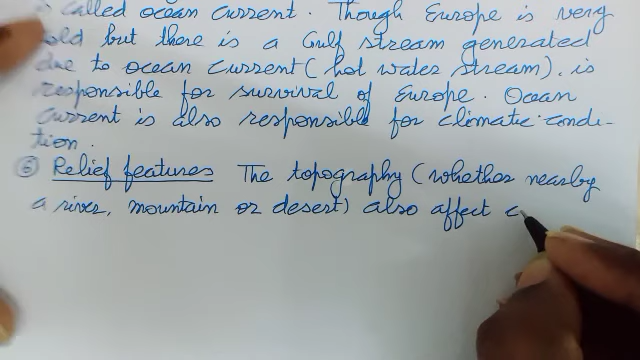 is called ocean current. Though Europe is very
cold but there is a Gulf stream generated
due to ocean current (hot water stream). is
responsible for survival of Europe. Ocean
current is also responsible for climatic condi-
tion.
⑥ Relief features The topography (whether nearby
a river, mountain or desert) also affect c